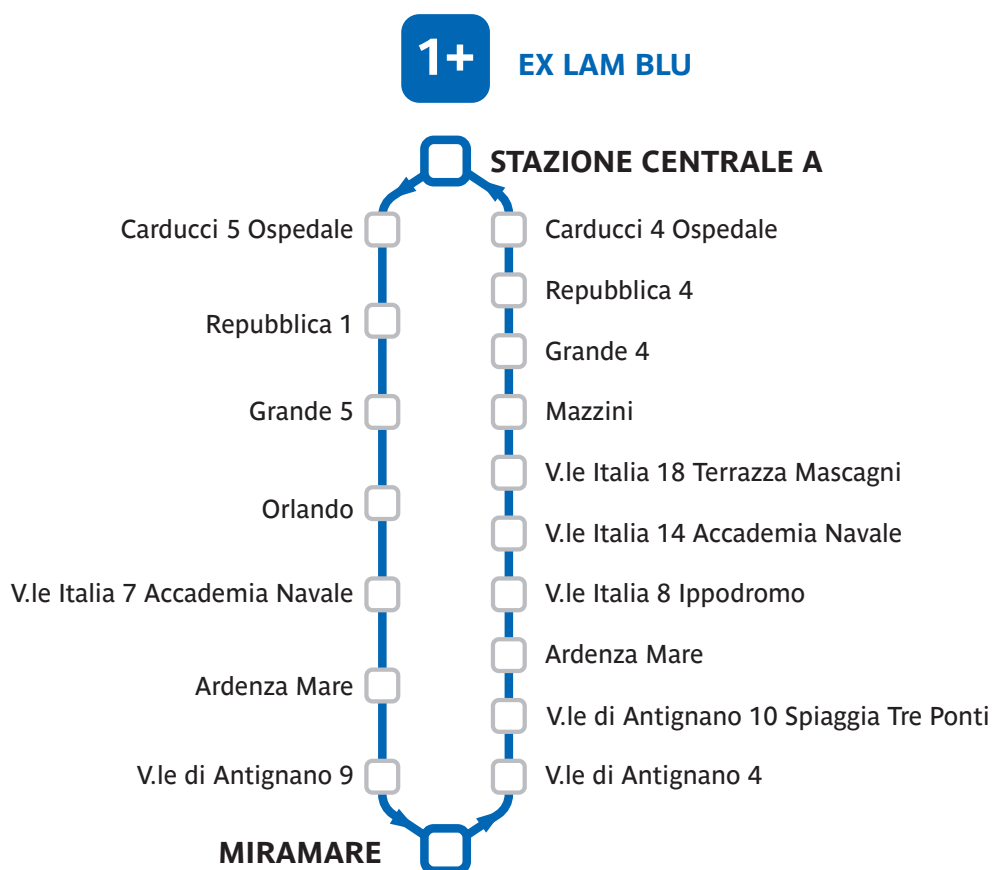 1+
EX LAM BLU
STAZIONE CENTRALE A
Carducci 5 Ospedale
Repubblica 1
Grande 5
Orlando
V.le Italia 7 Accademia Navale
Ardenza Mare
V.le di Antignano 9
Carducci 4 Ospedale
Repubblica 4
Grande 4
Mazzini
V.le Italia 18 Terrazza Mascagni
V.le Italia 14 Accademia Navale
V.le Italia 8 Ippodromo
Ardenza Mare
V.le di Antignano 10 Spiaggia Tre Ponti
V.le di Antignano 4
MIRAMARE